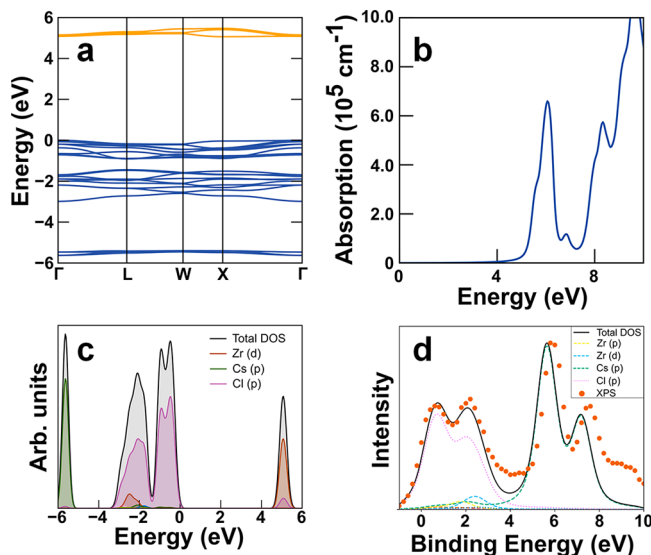 6
4
2
0
−2
−4
−6
Energy (eV)
a
Γ
L
W
X
Γ
10.0
8.0
6.0
4.0
2.0
Absorption (10⁵ cm⁻¹)
b
0
4
8
Energy (eV)
c
Total DOS
Zr (d)
Cs (p)
Cl (p)
Arb. units
−6
−4
−2
0
2
4
6
Energy (eV)
d
Total DOS
Zr (p)
Zr (d)
Cs (p)
Cl (p)
XPS
Intensity
0
2
4
6
8
10
Binding Energy (eV)